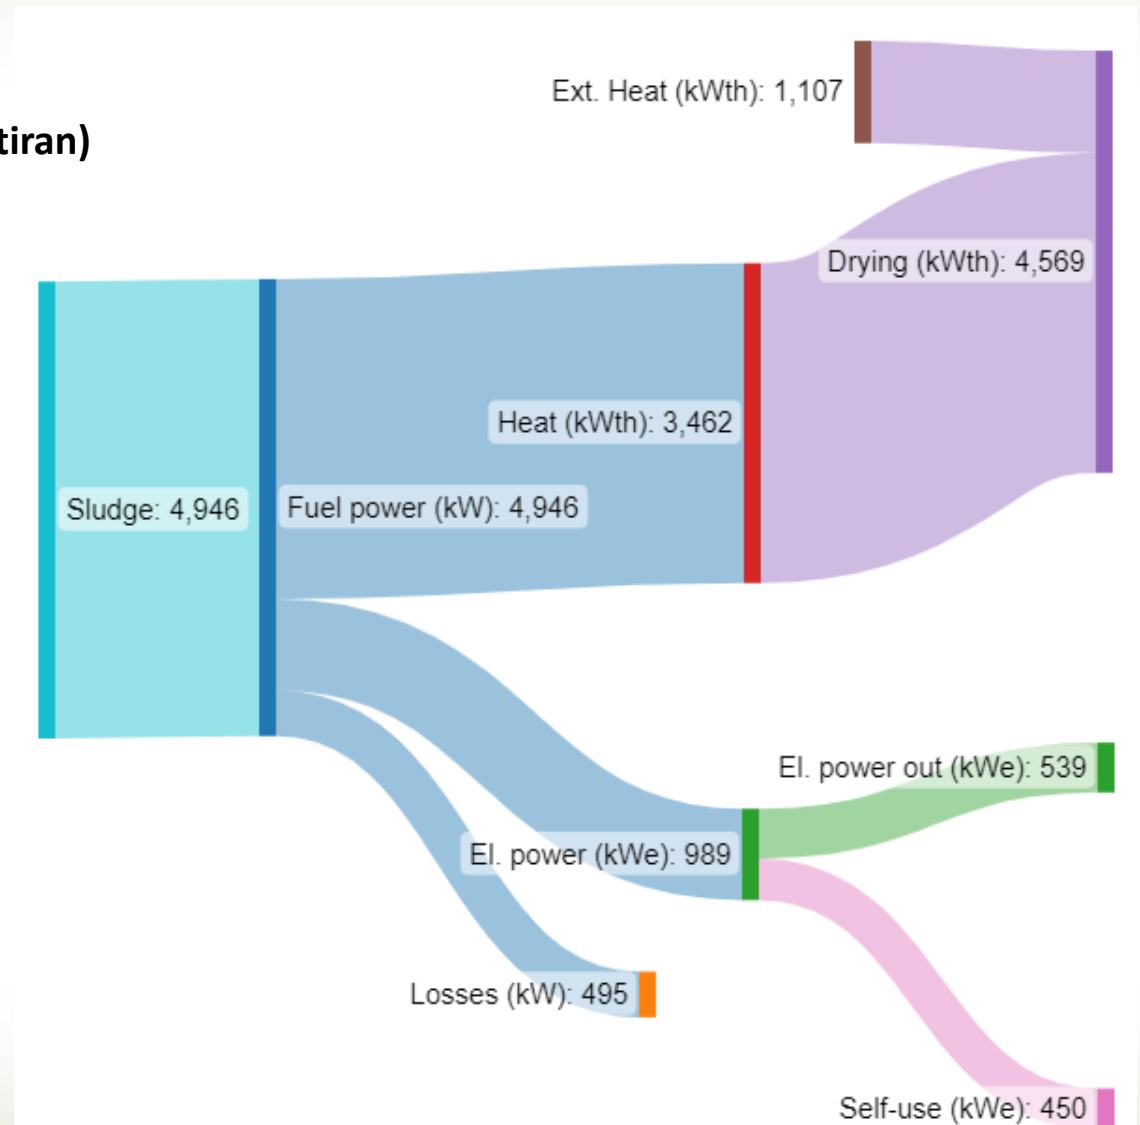 Ext. Heat (kWth): 1,107
tiran)
Drying (kWth): 4,569
Heat (kWth): 3,462
Sludge: 4,946
Fuel power (kW): 4,946
El. power out (kWe): 539
El. power (kWe): 989
Losses (kW): 495
Self-use (kWe): 450